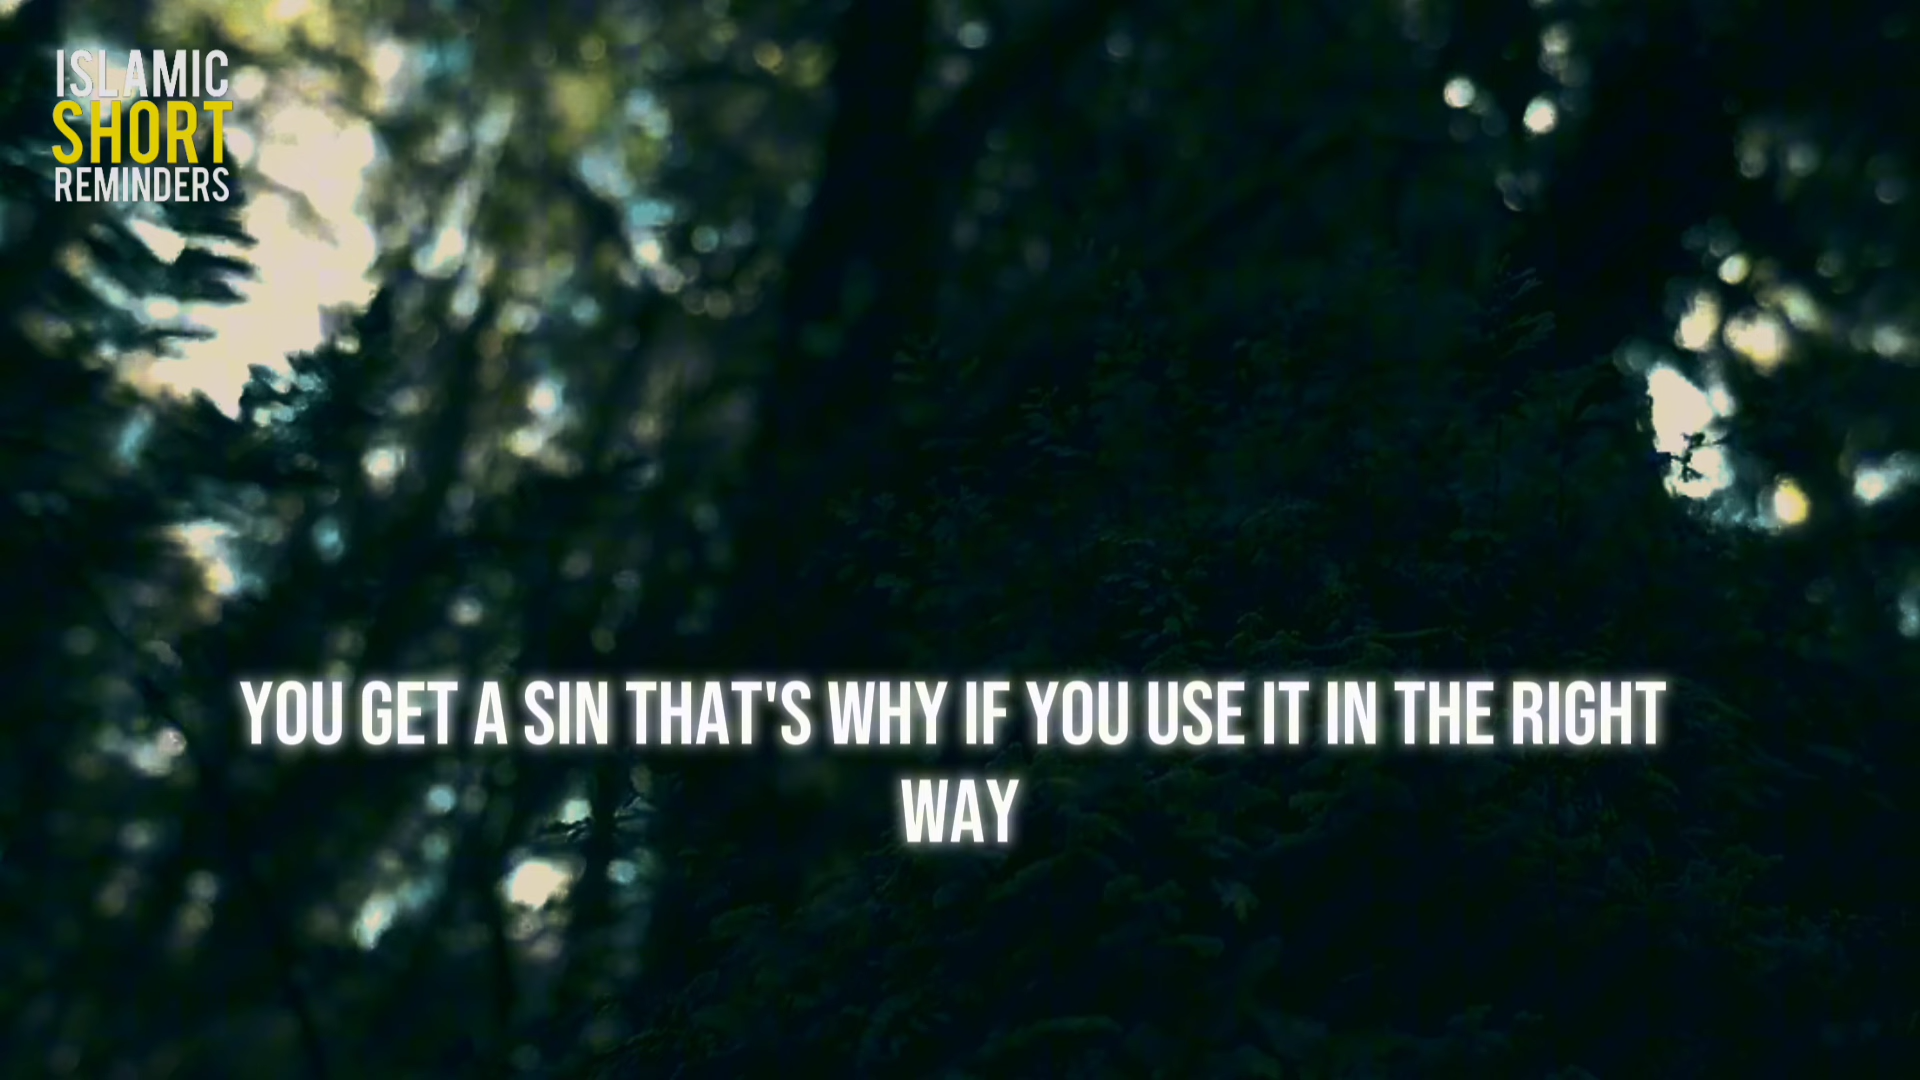 ISLAMIC
SHORT
REMINDERS
YOU GET A SIN THAT'S WHY IF YOU USE IT IN THE RIGHT
WAY